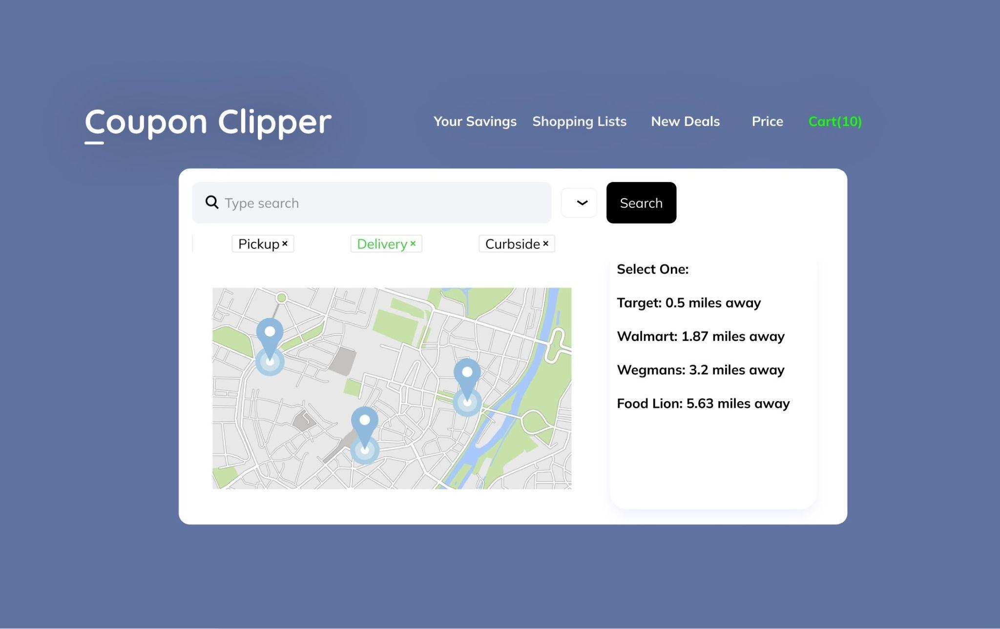 Coupon Clipper
Your Savings Shopping Lists New Deals Price Cart(10)
Type search
Search
Pickup × Delivery × Curbside ×
Select One:
Target: 0.5 miles away
Walmart: 1.87 miles away
Wegmans: 3.2 miles away
Food Lion: 5.63 miles away